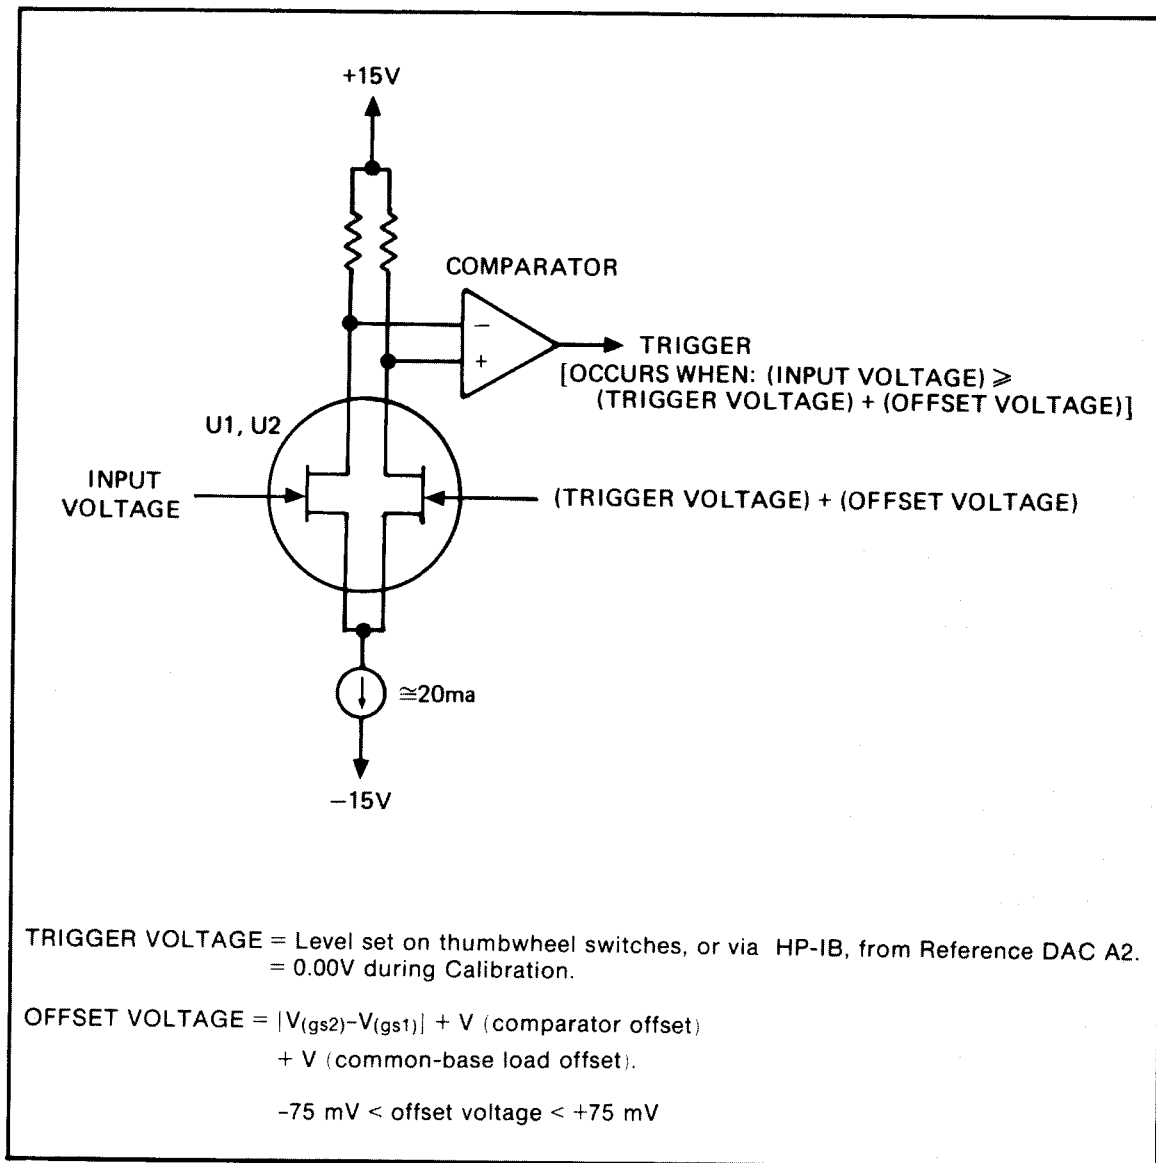 +15V
COMPARATOR
−
+
TRIGGER
[OCCURS WHEN: (INPUT VOLTAGE) ⩾
(TRIGGER VOLTAGE) + (OFFSET VOLTAGE)]
U1, U2
INPUT
VOLTAGE
(TRIGGER VOLTAGE) + (OFFSET VOLTAGE)
≅20ma
−15V
TRIGGER VOLTAGE = Level set on thumbwheel switches, or via HP-IB, from Reference DAC A2.
= 0.00V during Calibration.
OFFSET VOLTAGE = |V(gs2)–V(gs1)| + V (comparator offset)
+ V (common-base load offset).
-75 mV < offset voltage < +75 mV